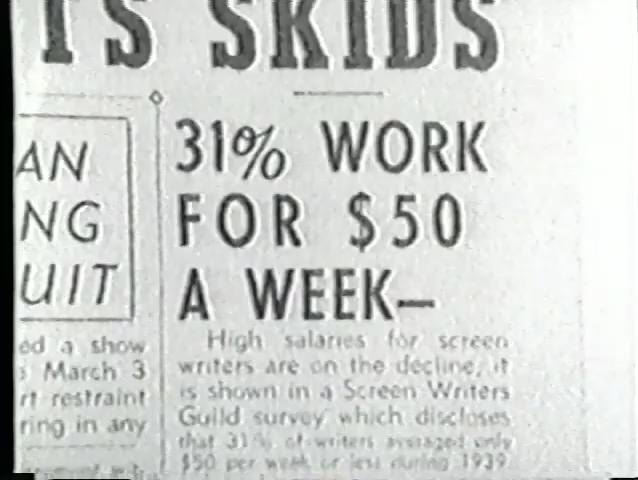 TS SKIDS
31% WORK
FOR $50
A WEEK—
High salaries for screen
writers are on the decline, it
is shown in a Screen Writers
Guild survey which discloses
that 31% of writers averaged only
$50 per week or less during 1939
AN
NG
UIT
ed a show
March 3
rt restraint
ring in any